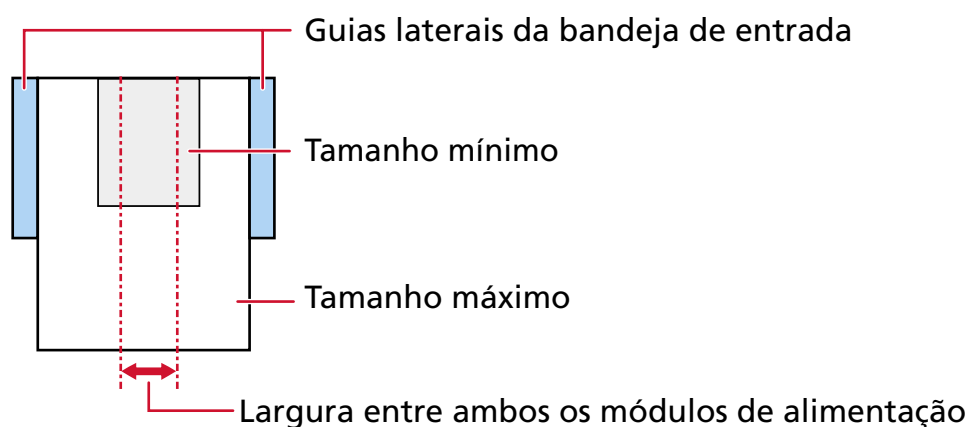 Guias laterais da bandeja de entrada
Tamanho mínimo
Tamanho máximo
Largura entre ambos os módulos de alimentação